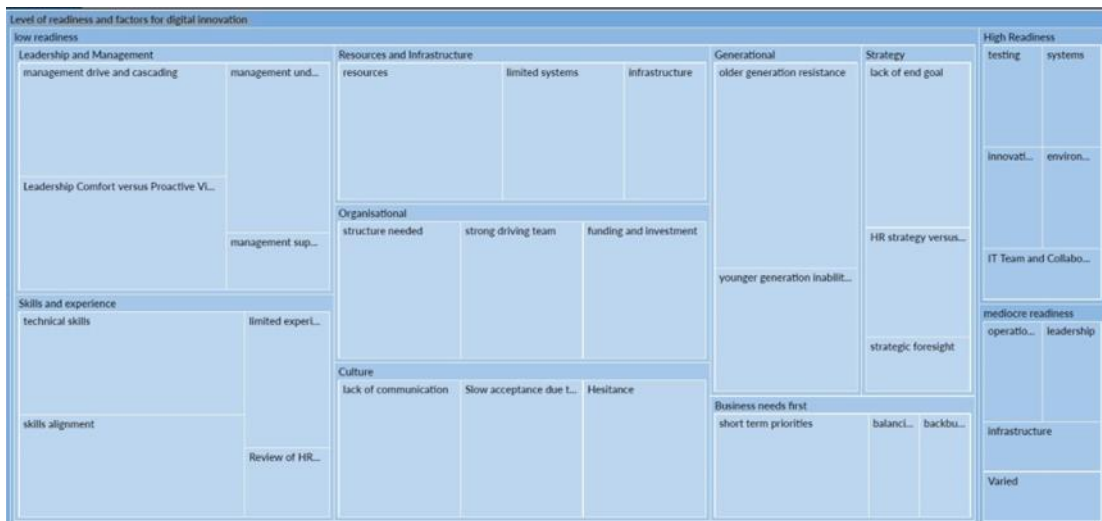 Level of readiness and factors for digital innovation
low readiness
Leadership and Management
management drive and cascading
management und...
Leadership Comfort versus Proactive Vi...
management sup...
Skills and experience
technical skills
limited experi...
skills alignment
Review of HR...
Resources and Infrastructure
resources
limited systems
infrastructure
Organisational
structure needed
strong driving team
funding and investment
Culture
lack of communication
Slow acceptance due t...
Hesitance
Generational
older generation resistance
younger generation inabilit...
Strategy
lack of end goal
HR strategy versus...
strategic foresight
Business needs first
short term priorities
balanci...
backbu...
High Readiness
testing
systems
innovati...
environ...
IT Team and Collabo...
mediocre readiness
operatio...
leadership
infrastructure
Varied